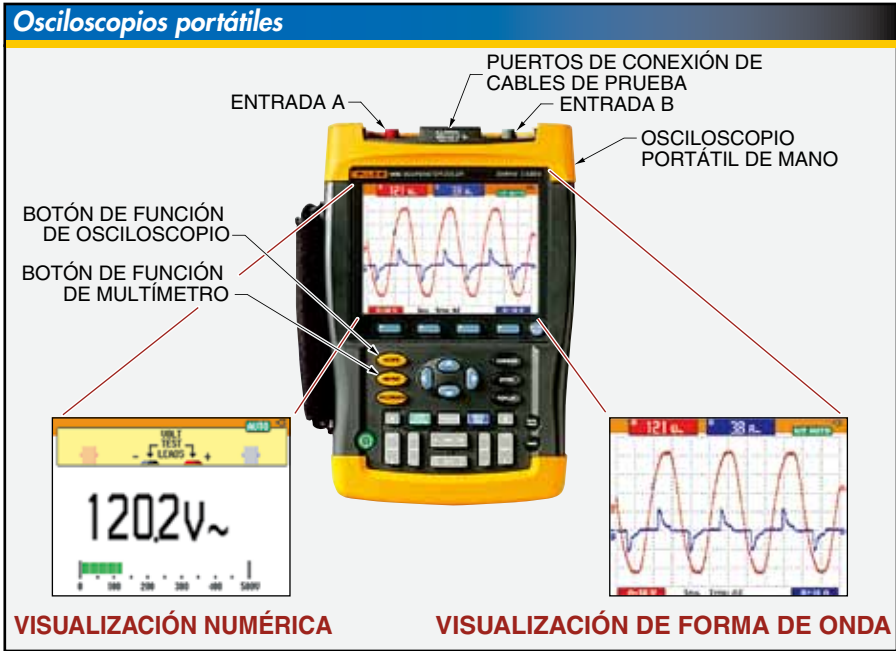 Osciloscopios portátiles
PUERTOS DE CONEXIÓN DE
CABLES DE PRUEBA
ENTRADA A
ENTRADA B
OSCILOSCOPIO
PORTÁTIL DE MANO
BOTÓN DE FUNCIÓN
DE OSCILOSCOPIO
BOTÓN DE FUNCIÓN
DE MULTÍMETRO
AUTO
VOLT
TEST
- LEADS +
120.2V~
0 100 200 300 400 500V
121
38 A
AUTO
VISUALIZACIÓN NUMÉRICA
VISUALIZACIÓN DE FORMA DE ONDA